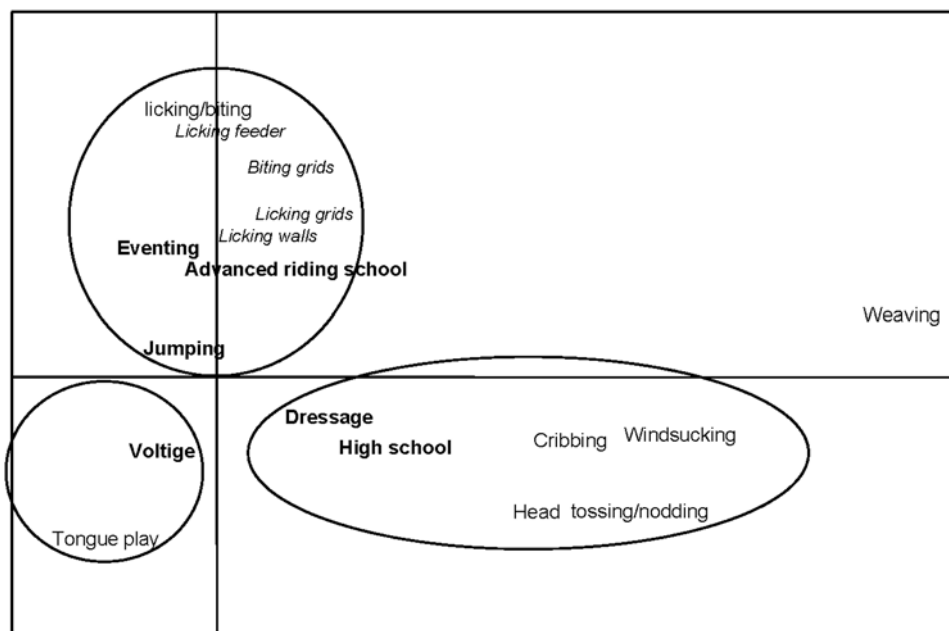 licking/biting
Licking feeder
Biting grids
Licking grids
Licking walls
Eventing
Advanced riding school
Weaving
Jumping
Dressage
High school
Cribbing
Windsucking
Voltige
Head tossing/nodding
Tongue play